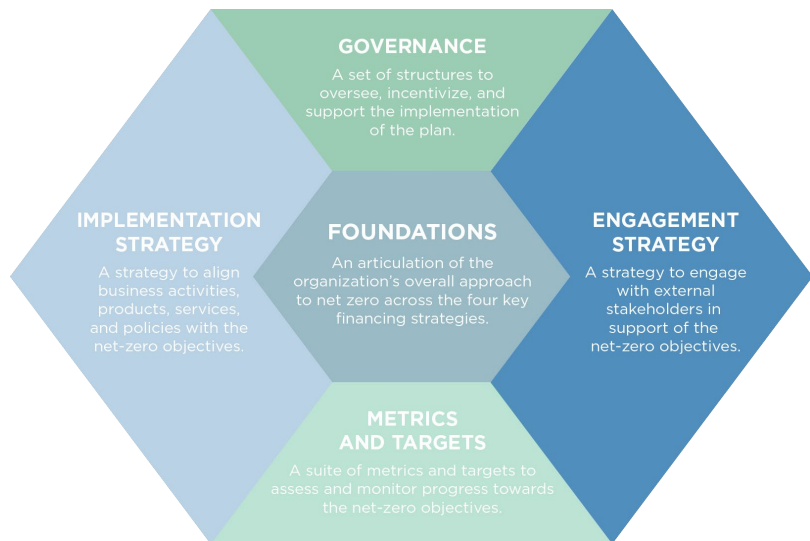 GOVERNANCE
A set of structures to
oversee, incentivize, and
support the implementation
of the plan.
IMPLEMENTATION
STRATEGY
A strategy to align
business activities,
products, services,
and policies with the
net-zero objectives.
FOUNDATIONS
An articulation of the
organization's overall approach
to net zero across the four key
financing strategies.
ENGAGEMENT
STRATEGY
A strategy to engage
with external
stakeholders in
support of the
net-zero objectives.
METRICS
AND TARGETS
A suite of metrics and targets to
assess and monitor progress towards
the net-zero objectives.